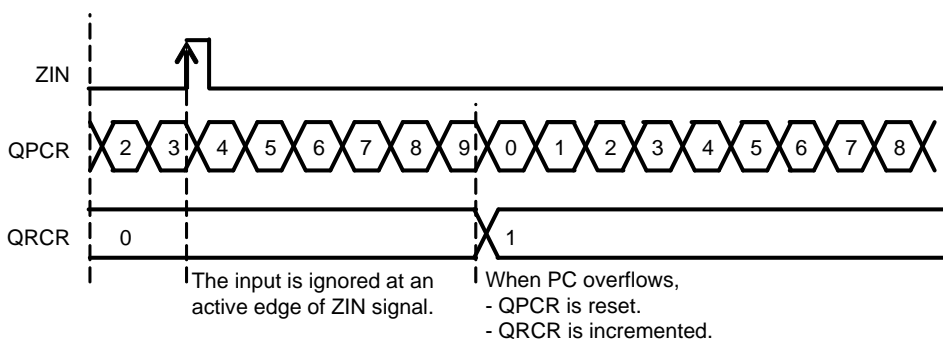 ZIN
QPCR 2 3 4 5 6 7 8 9 0 1 2 3 4 5 6 7 8
QRCR 0 1
The input is ignored at an
active edge of ZIN signal.
When PC overflows,
- QPCR is reset.
- QRCR is incremented.